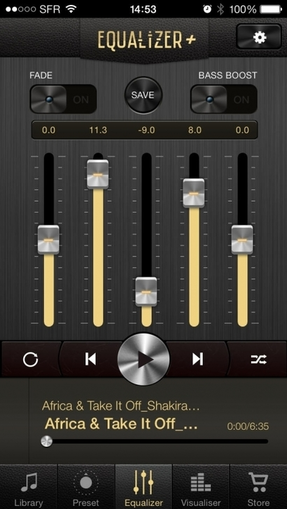 SFR 14:53 100%
EQUALIZER+
FADE BASS BOOST
ON SAVE ON
0.0 11.3 -9.0 8.0 0.0
Africa & Take It Off_Shakira...
Africa & Take It Off_... 0:00/6:35
Library Preset Equalizer Visualiser Store